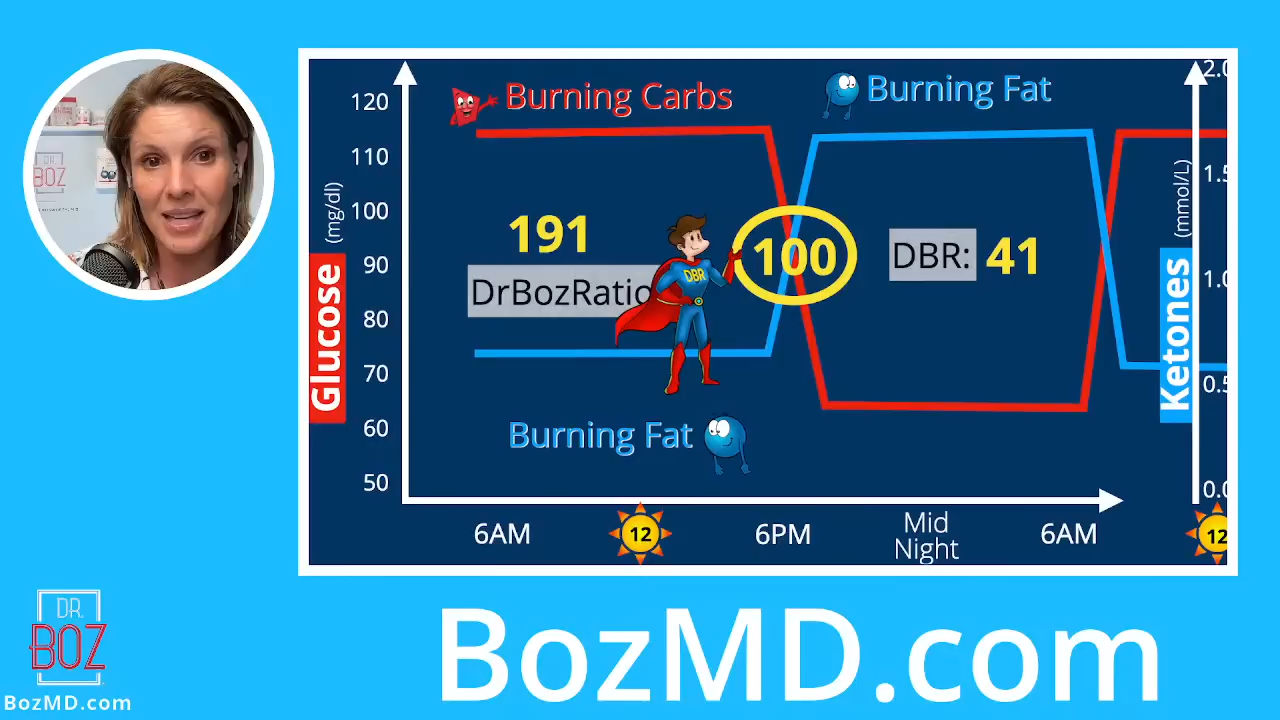 Burning Carbs
Burning Fat
120
110
100
90
80
70
60
50
Glucose
(mg/dl)
191
DrBozRatio
DBR
100
DBR: 41
Burning Fat
2.0
1.5
1.0
0.5
0.0
Ketones
(mmol/L)
6AM
12
6PM
Mid
Night
6AM
12
DR.
BOZ
DR.
BOZ
BozMD.com
BozMD.com